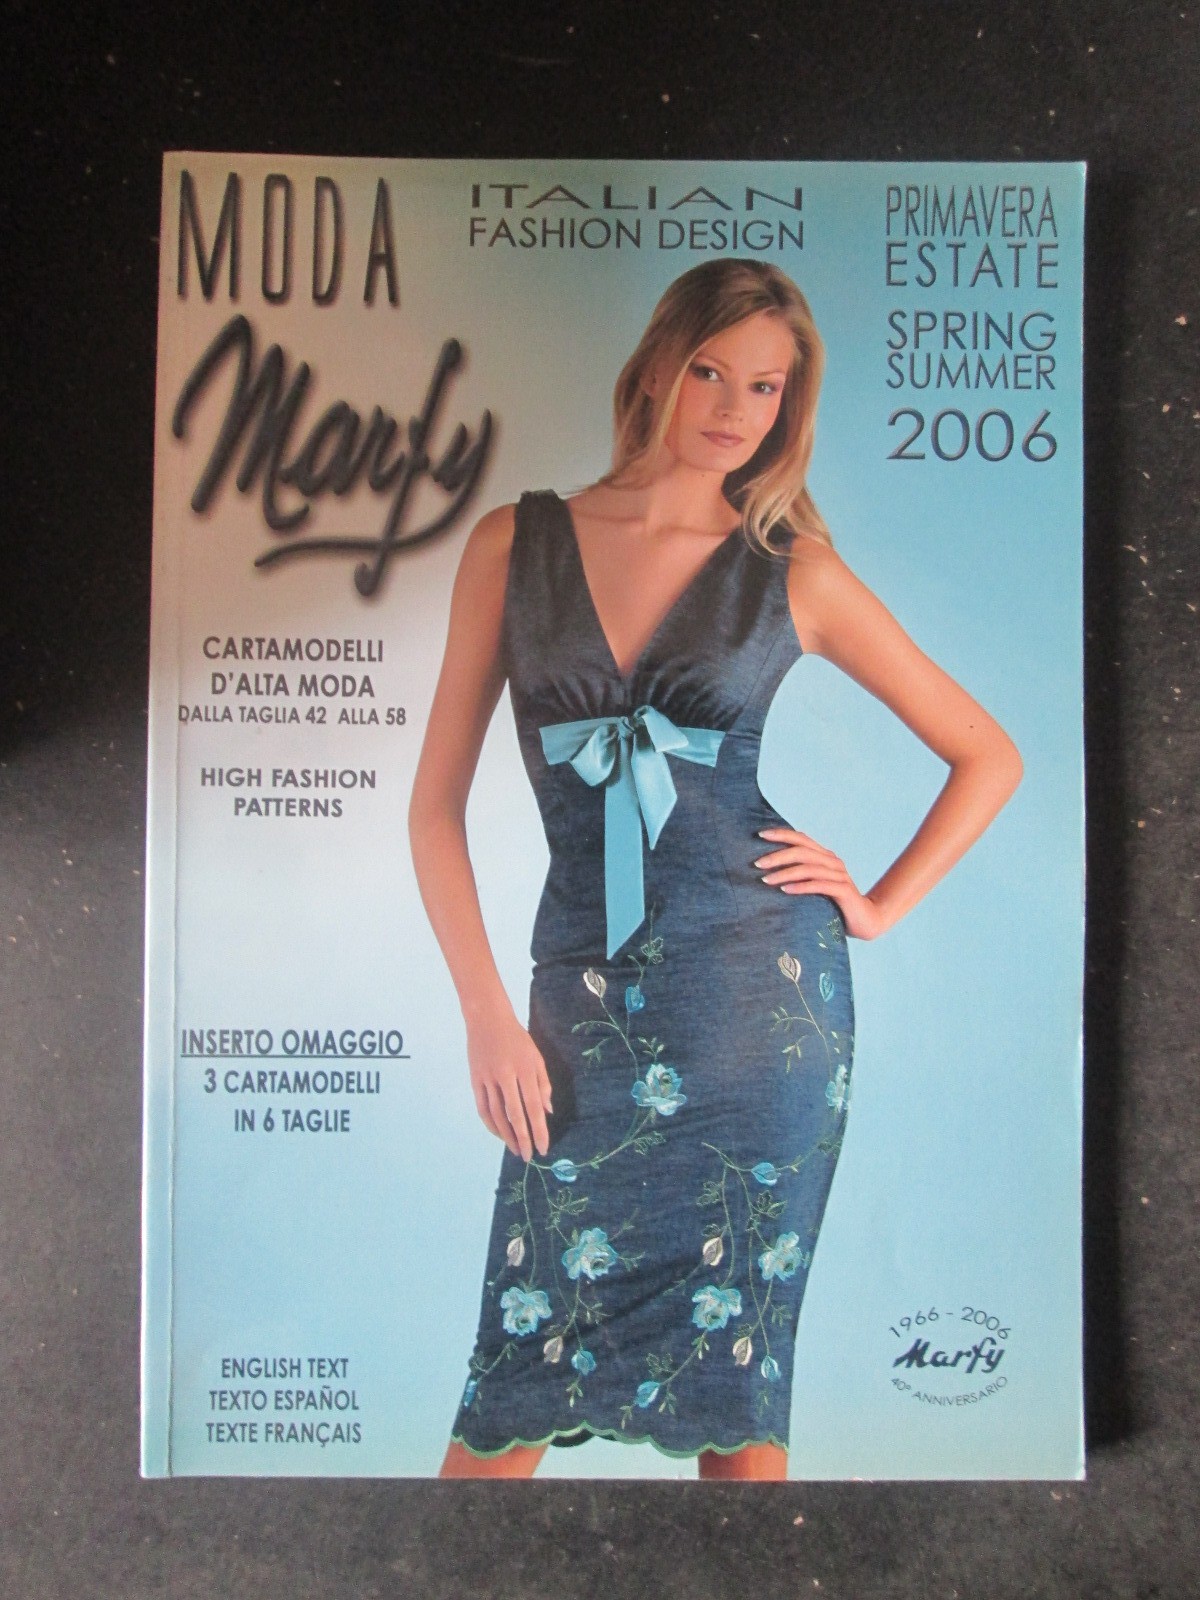 MODA
Marfy
ITALIAN
FASHION DESIGN
PRIMAVERA
ESTATE
SPRING
SUMMER
2006
CARTAMODELLI
D'ALTA MODA
DALLA TAGLIA 42 ALLA 58
HIGH FASHION
PATTERNS
INSERTO OMAGGIO
3 CARTAMODELLI
IN 6 TAGLIE
ENGLISH TEXT
TEXTO ESPAÑOL
TEXTE FRANÇAIS
1966 - 2006
Marfy
40° ANNIVERSARIO